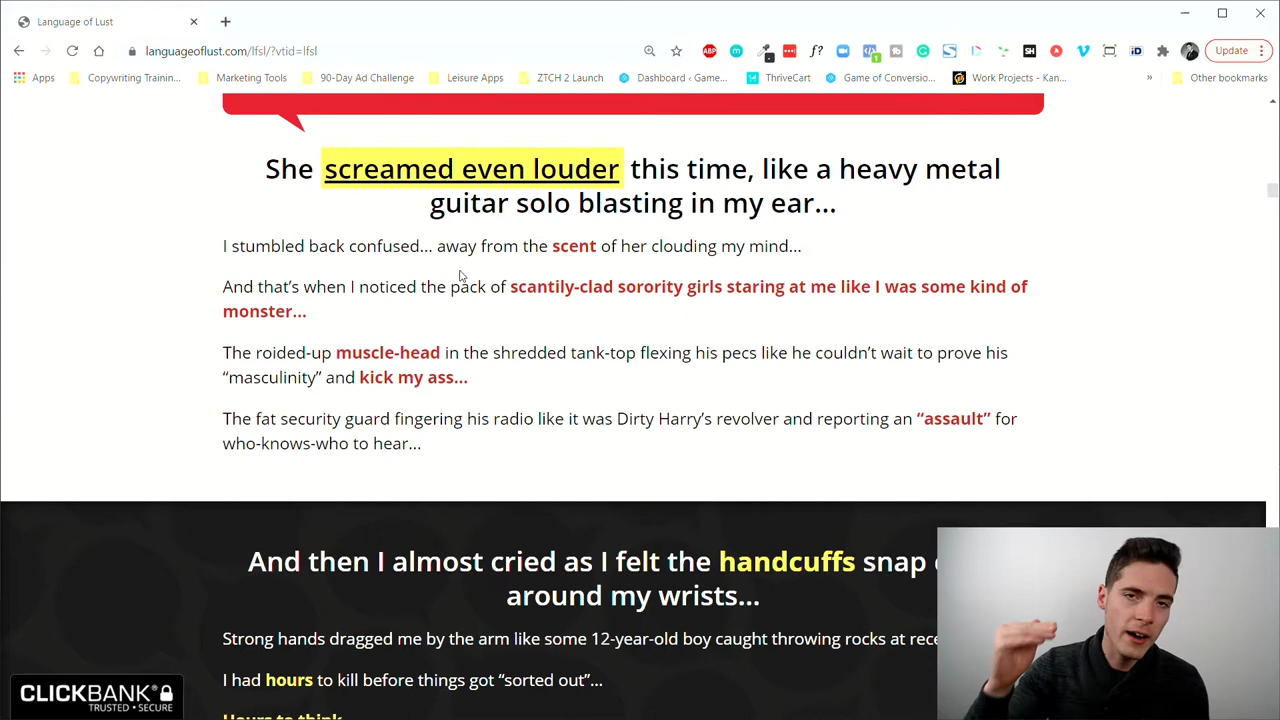 Language of Lust
languageoflust.com/lfsl/?vtid=lfsl
Update
Apps
Copywriting Trainin...
Marketing Tools
90-Day Ad Challenge
Leisure Apps
ZTCH 2 Launch
Dashboard ‹ Game...
ThriveCart
Game of Conversio...
Work Projects - Kan...
»
Other bookmarks
She screamed even louder this time, like a heavy metal
guitar solo blasting in my ear...
I stumbled back confused... away from the scent of her clouding my mind...
And that’s when I noticed the pack of scantily-clad sorority girls staring at me like I was some kind of
monster...
The roided-up muscle-head in the shredded tank-top flexing his pecs like he couldn’t wait to prove his
“masculinity” and kick my ass...
The fat security guard fingering his radio like it was Dirty Harry’s revolver and reporting an “assault” for
who-knows-who to hear...
And then I almost cried as I felt the handcuffs snap
around my wrists...
Strong hands dragged me by the arm like some 12-year-old boy caught throwing rocks at
I had hours to kill before things got “sorted out”...
Hours to think
CLICKBANK®
TRUSTED • SECURE